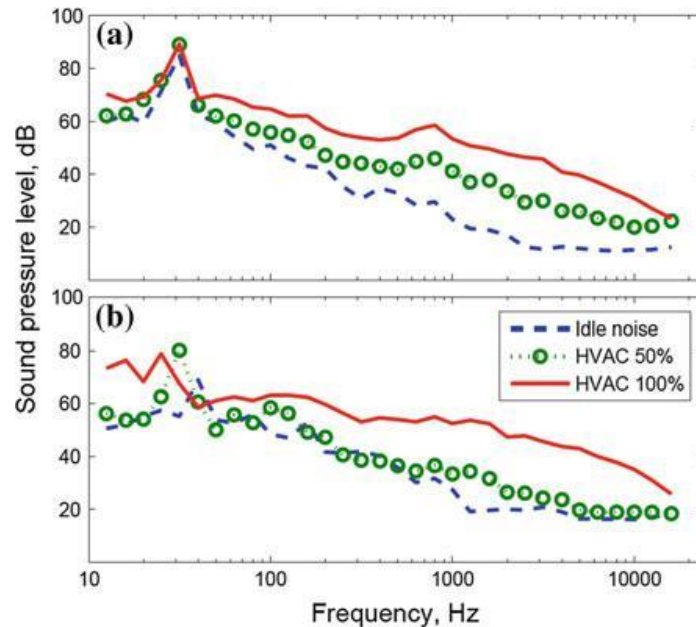 100
(a)
80
60
40
20
100
(b)
80
60
40
20
Sound pressure level, dB
Idle noise
HVAC 50%
HVAC 100%
10
100
1000
10000
Frequency, Hz